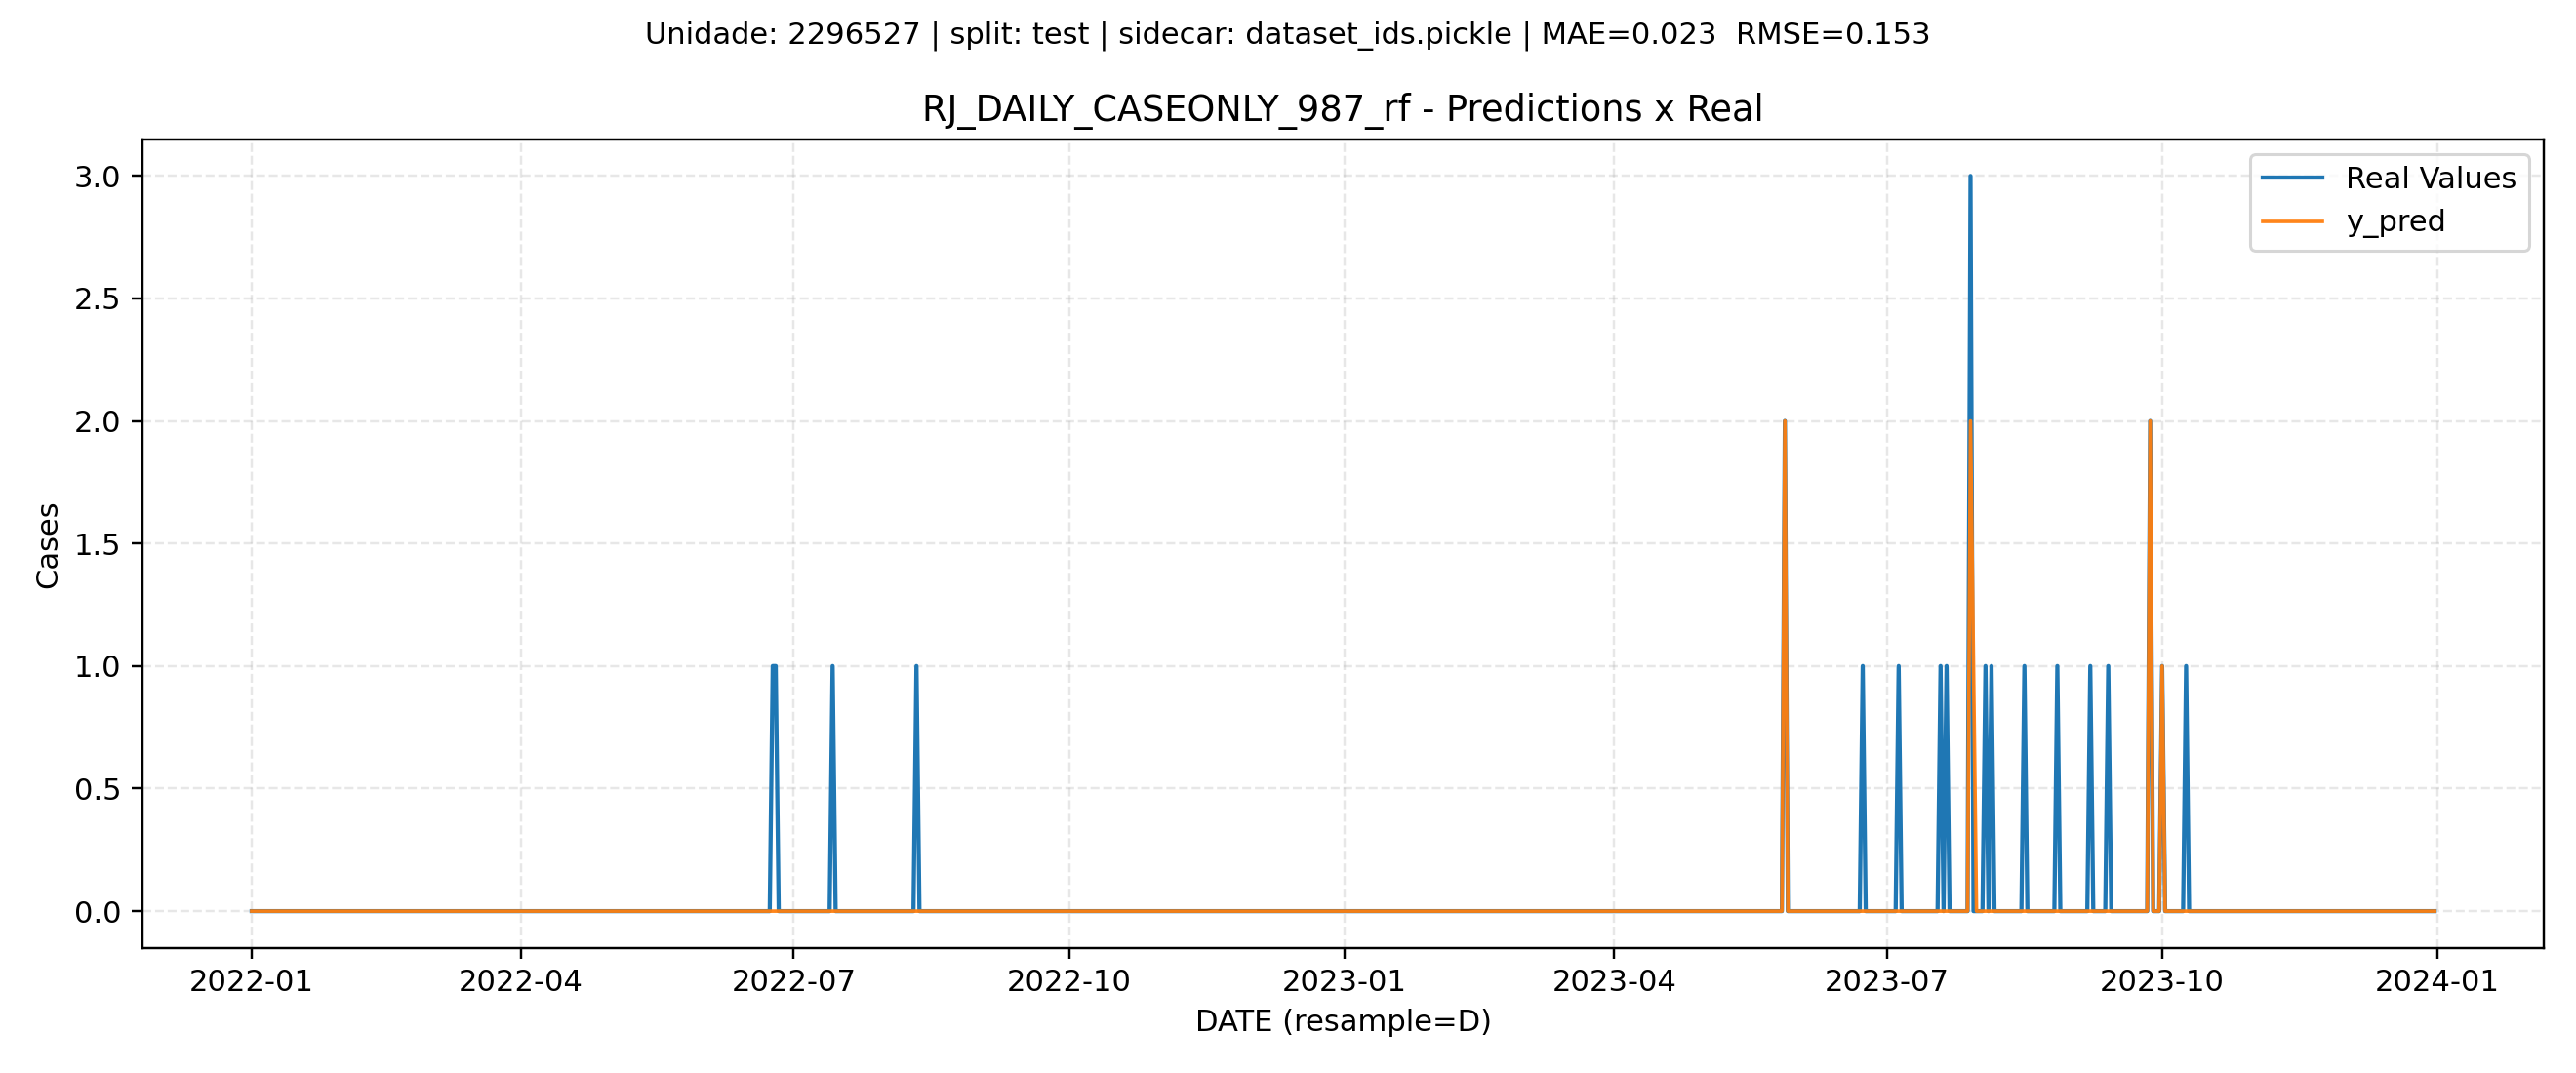 Unidade: 2296527 | split: test | sidecar: dataset_ids.pickle | MAE=0.023  RMSE=0.153
RJ_DAILY_CASEONLY_987_rf - Predictions x Real
Real Values
y_pred
Cases
3.0
2.5
2.0
1.5
1.0
0.5
0.0
2022-01 2022-04 2022-07 2022-10 2023-01 2023-04 2023-07 2023-10 2024-01
DATE (resample=D)